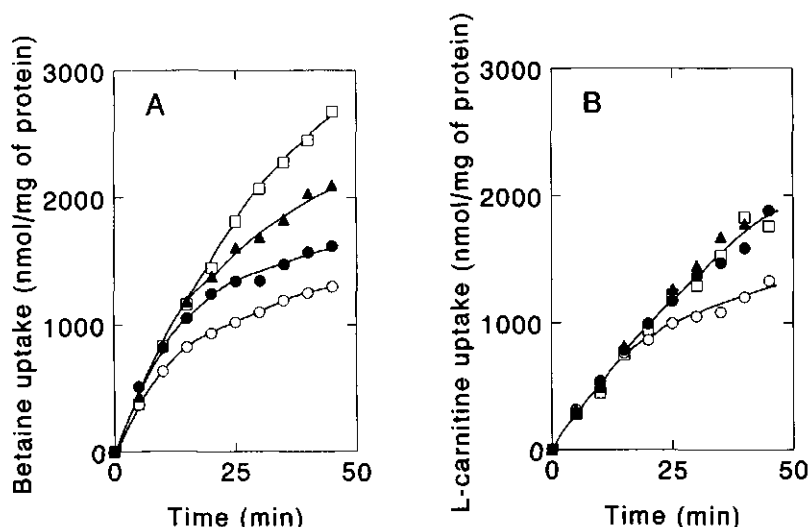 Betaine uptake (nmol/mg of protein)
3000
2000
1000
0
A
0 25 50
Time (min)
L-carnitine uptake (nmol/mg of protein)
3000
2000
1000
0
B
0 25 50
Time (min)